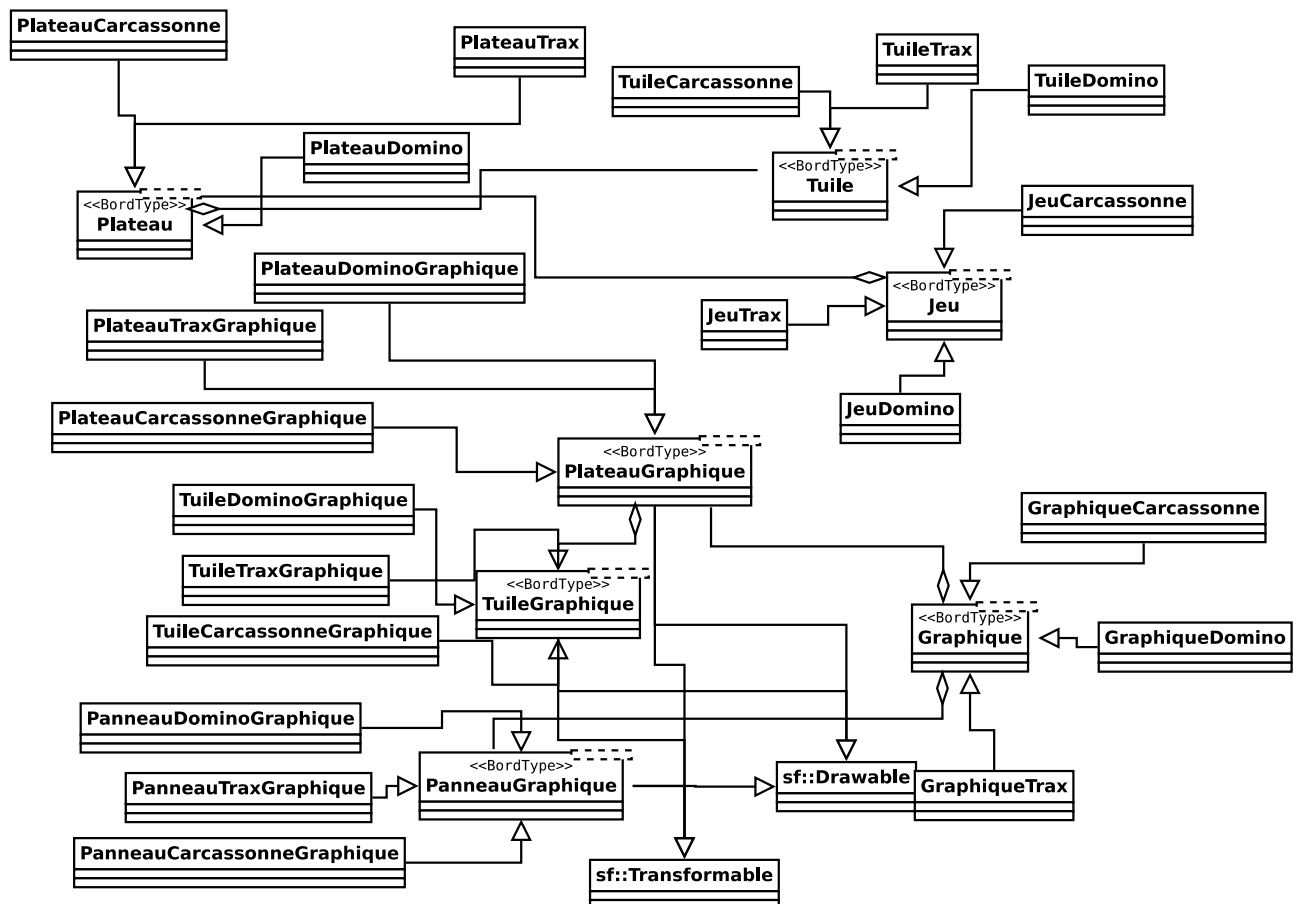 PlateauCarcassonne
PlateauTrax
TuileTrax
TuileCarcassonne
TuileDomino
PlateauDomino
<<BordType>>
Tuile
<<BordType>>
Plateau
JeuCarcassonne
PlateauDominoGraphique
<<BordType>>
Jeu
JeuTrax
PlateauTraxGraphique
JeuDomino
PlateauCarcassonneGraphique
<<BordType>>
PlateauGraphique
TuileDominoGraphique
GraphiqueCarcassonne
TuileTraxGraphique
<<BordType>>
TuileGraphique
TuileCarcassonneGraphique
<<BordType>>
Graphique
GraphiqueDomino
PanneauDominoGraphique
<<BordType>>
PanneauGraphique
PanneauTraxGraphique
sf::Drawable
GraphiqueTrax
PanneauCarcassonneGraphique
sf::Transformable